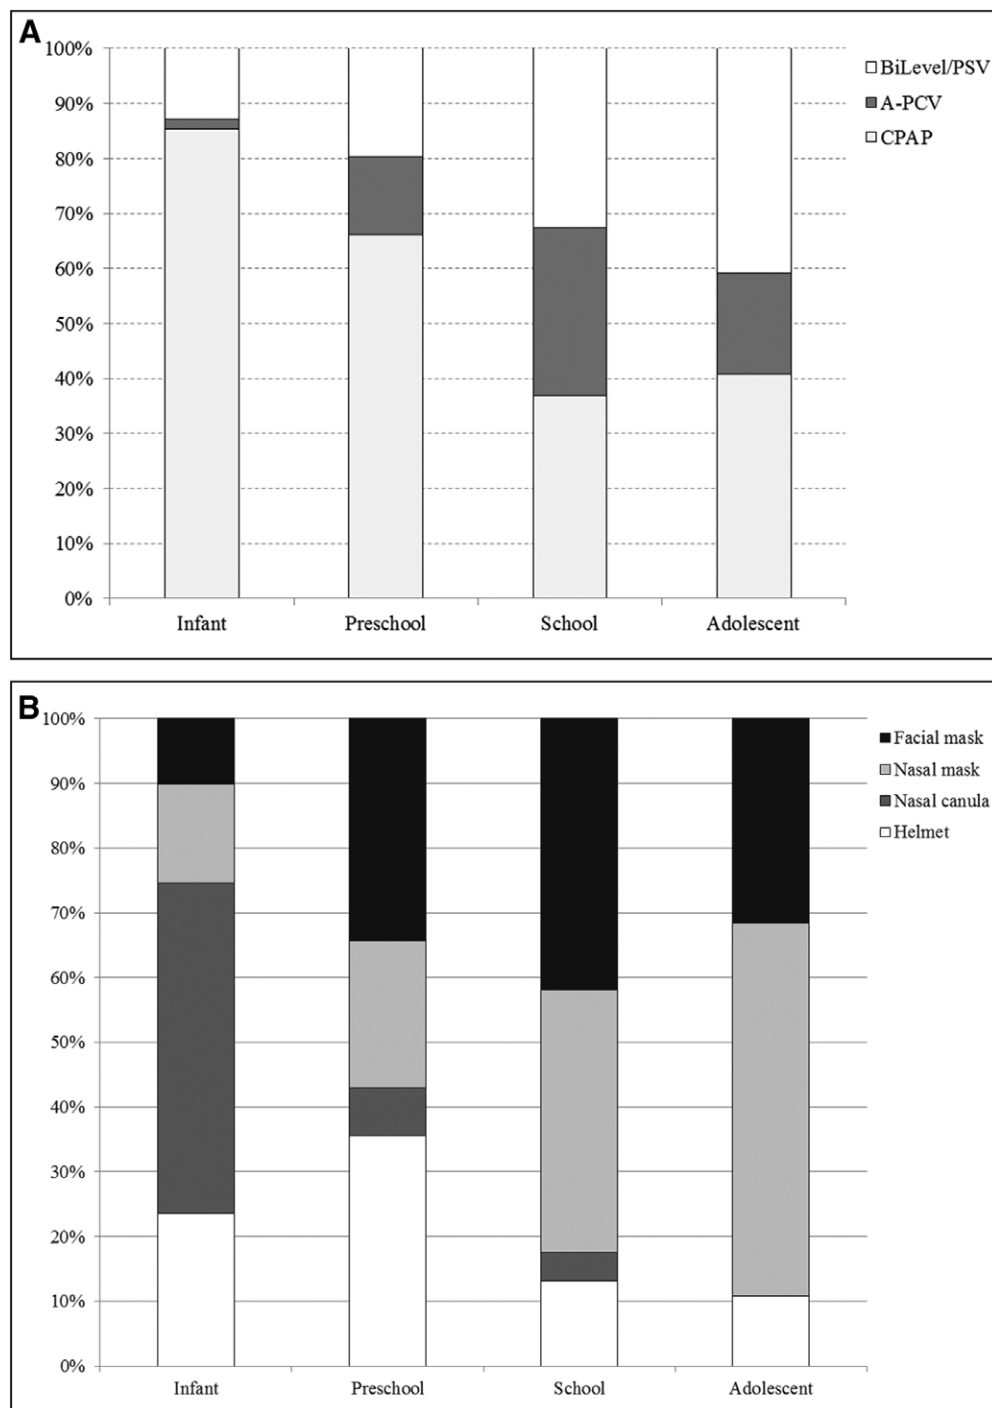 A
100%
90%
80%
70%
60%
50%
40%
30%
20%
10%
0%
BiLevel/PSV
A-PCV
CPAP
Infant Preschool School Adolescent
B
100%
90%
80%
70%
60%
50%
40%
30%
20%
10%
0%
Facial mask
Nasal mask
Nasal canula
Helmet
Infant Preschool School Adolescent